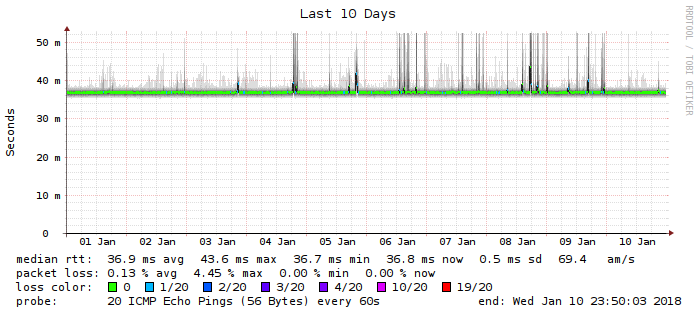 Last 10 Days
RRDTOOL / TOBI OETIKER
Seconds
50 m
40 m
30 m
20 m
10 m
0
01 Jan 02 Jan 03 Jan 04 Jan 05 Jan 06 Jan 07 Jan 08 Jan 09 Jan 10 Jan
median rtt: 36.9 ms avg 43.6 ms max 36.7 ms min 36.8 ms now 0.5 ms sd 69.4 am/s
packet loss: 0.13 % avg 4.45 % max 0.00 % min 0.00 % now
loss color: 0 1/20 2/20 3/20 4/20 10/20 19/20
probe: 20 ICMP Echo Pings (56 Bytes) every 60s end: Wed Jan 10 23:50:03 2018